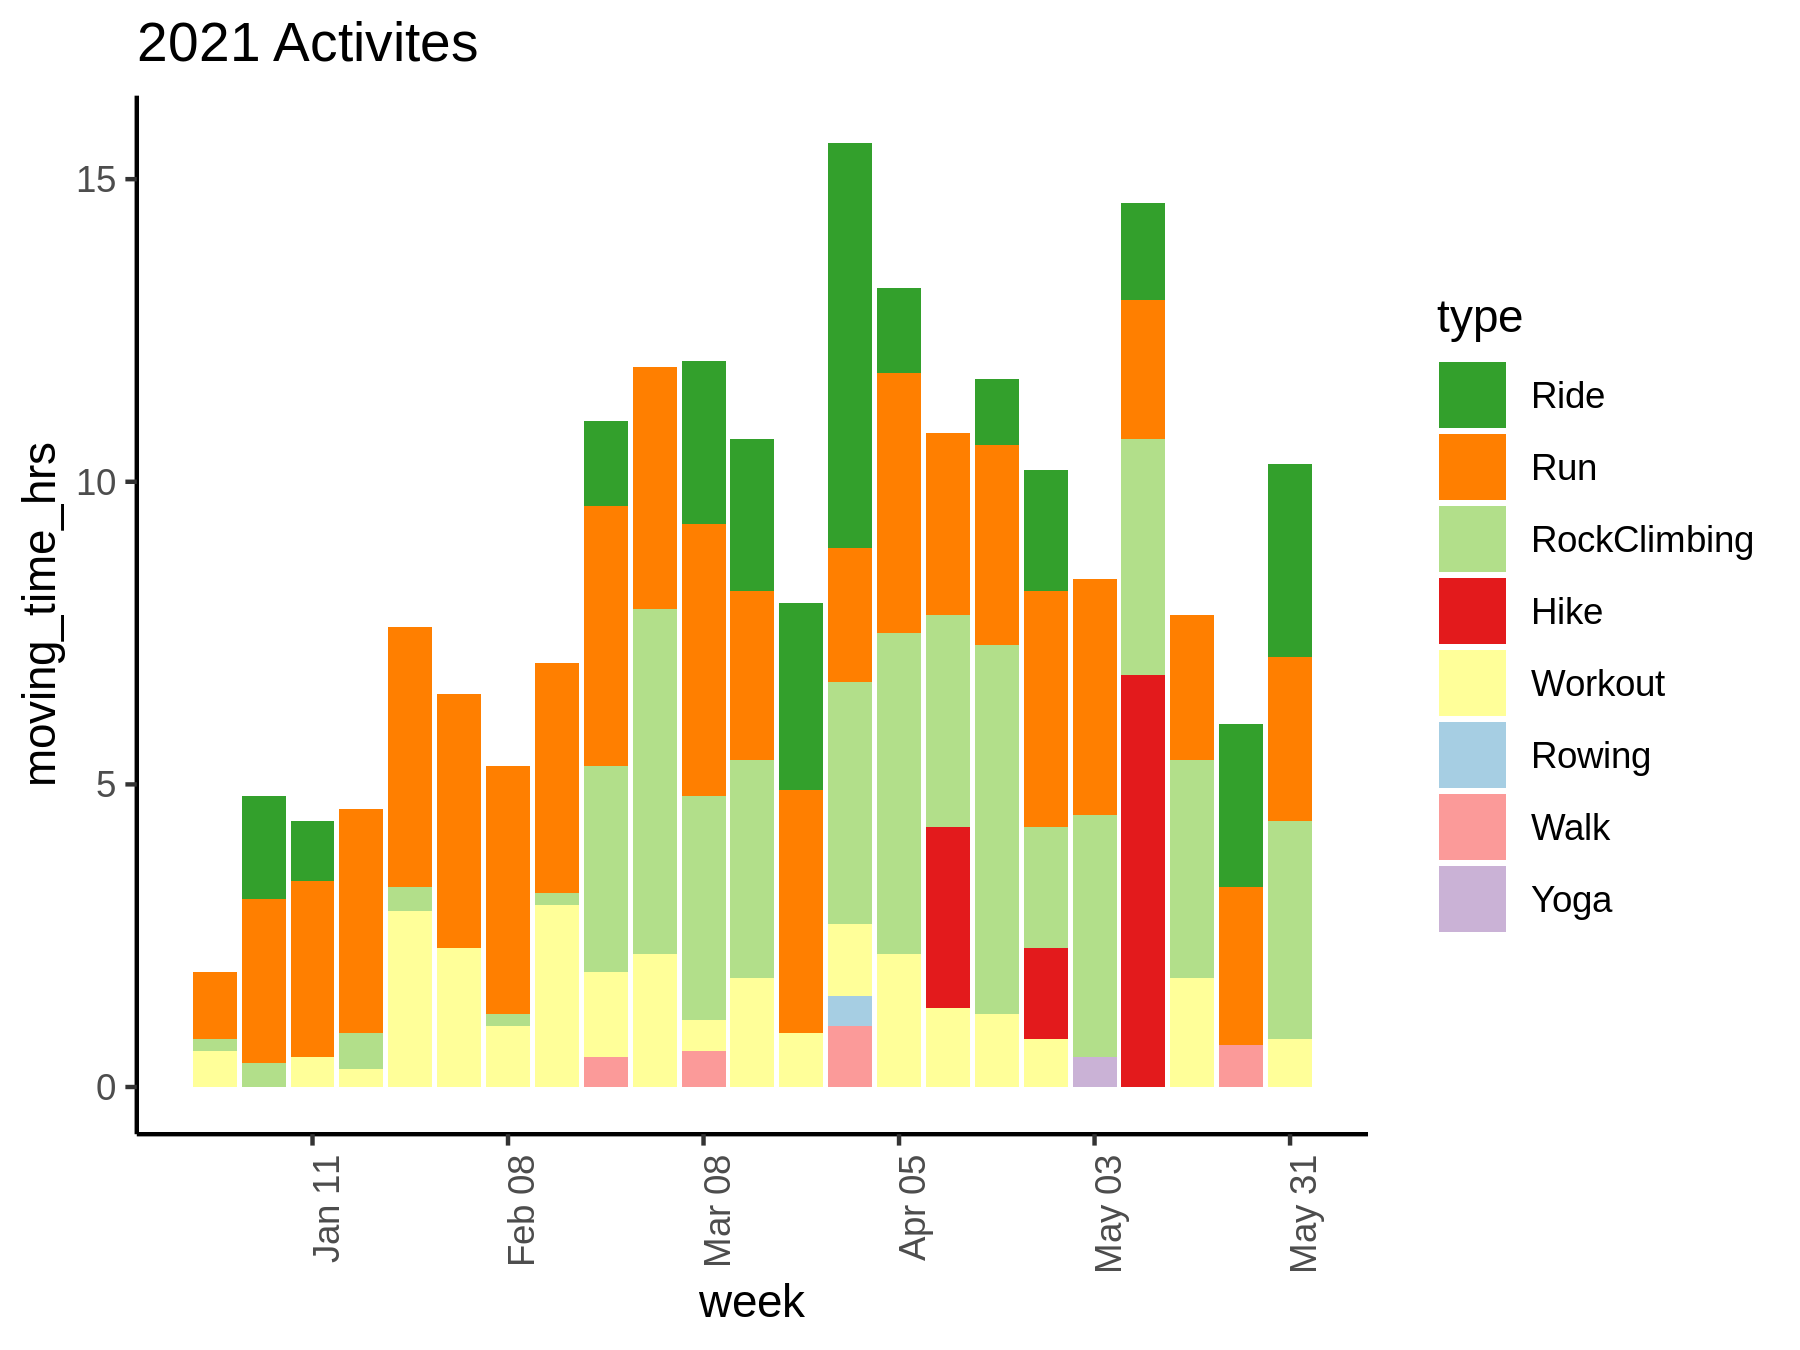 2021 Activites
moving_time_hrs
15
10
5
0
Jan 11
Feb 08
Mar 08
Apr 05
May 03
May 31
week
type
Ride
Run
RockClimbing
Hike
Workout
Rowing
Walk
Yoga